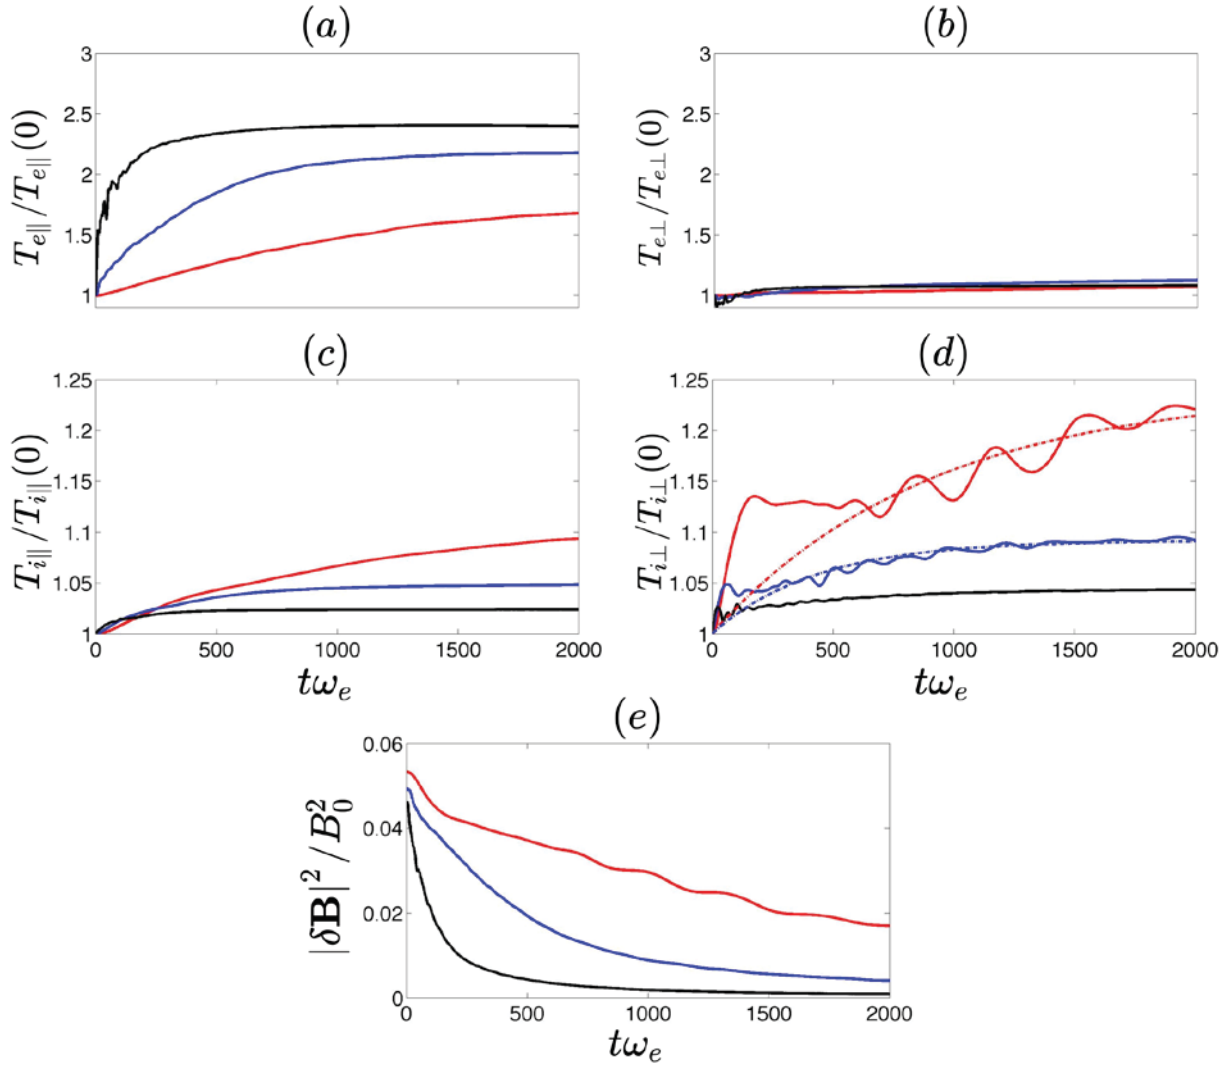 (a)
3
2.5
2
1.5
1
T_{e∥}/T_{e∥}(0)
(b)
3
2.5
2
1.5
1
T_{e⊥}/T_{e⊥}(0)
(c)
1.25
1.2
1.15
1.1
1.05
1
T_{i∥}/T_{i∥}(0)
0 500 1000 1500 2000
tω_e
(d)
1.25
1.2
1.15
1.1
1.05
1
T_{i⊥}/T_{i⊥}(0)
0 500 1000 1500 2000
tω_e
(e)
0.06
0.04
0.02
0
|δB|²/B_0²
0 500 1000 1500 2000
tω_e